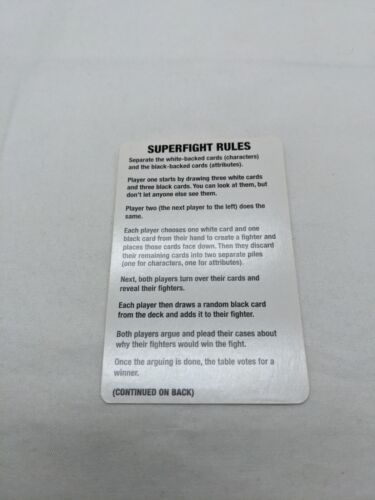 SUPERFIGHT RULES
Separate the white-backed cards (characters)
and the black-backed cards (attributes).
Player one starts by drawing three white cards
and three black cards. You can look at them, but
don't let anyone else see them.
Player two (the next player to the left) does the
same.
Each player chooses one white card and one
black card from their hand to create a fighter and
places those cards face down. Then they discard
their remaining cards into two separate piles
(one for characters, one for attributes).
Next, both players turn over their cards and
reveal their fighters.
Each player then draws a random black card
from the deck and adds it to their fighter.
Both players argue and plead their cases about
why their fighters would win the fight.
Once the arguing is done, the table votes for a
winner.
(CONTINUED ON BACK)